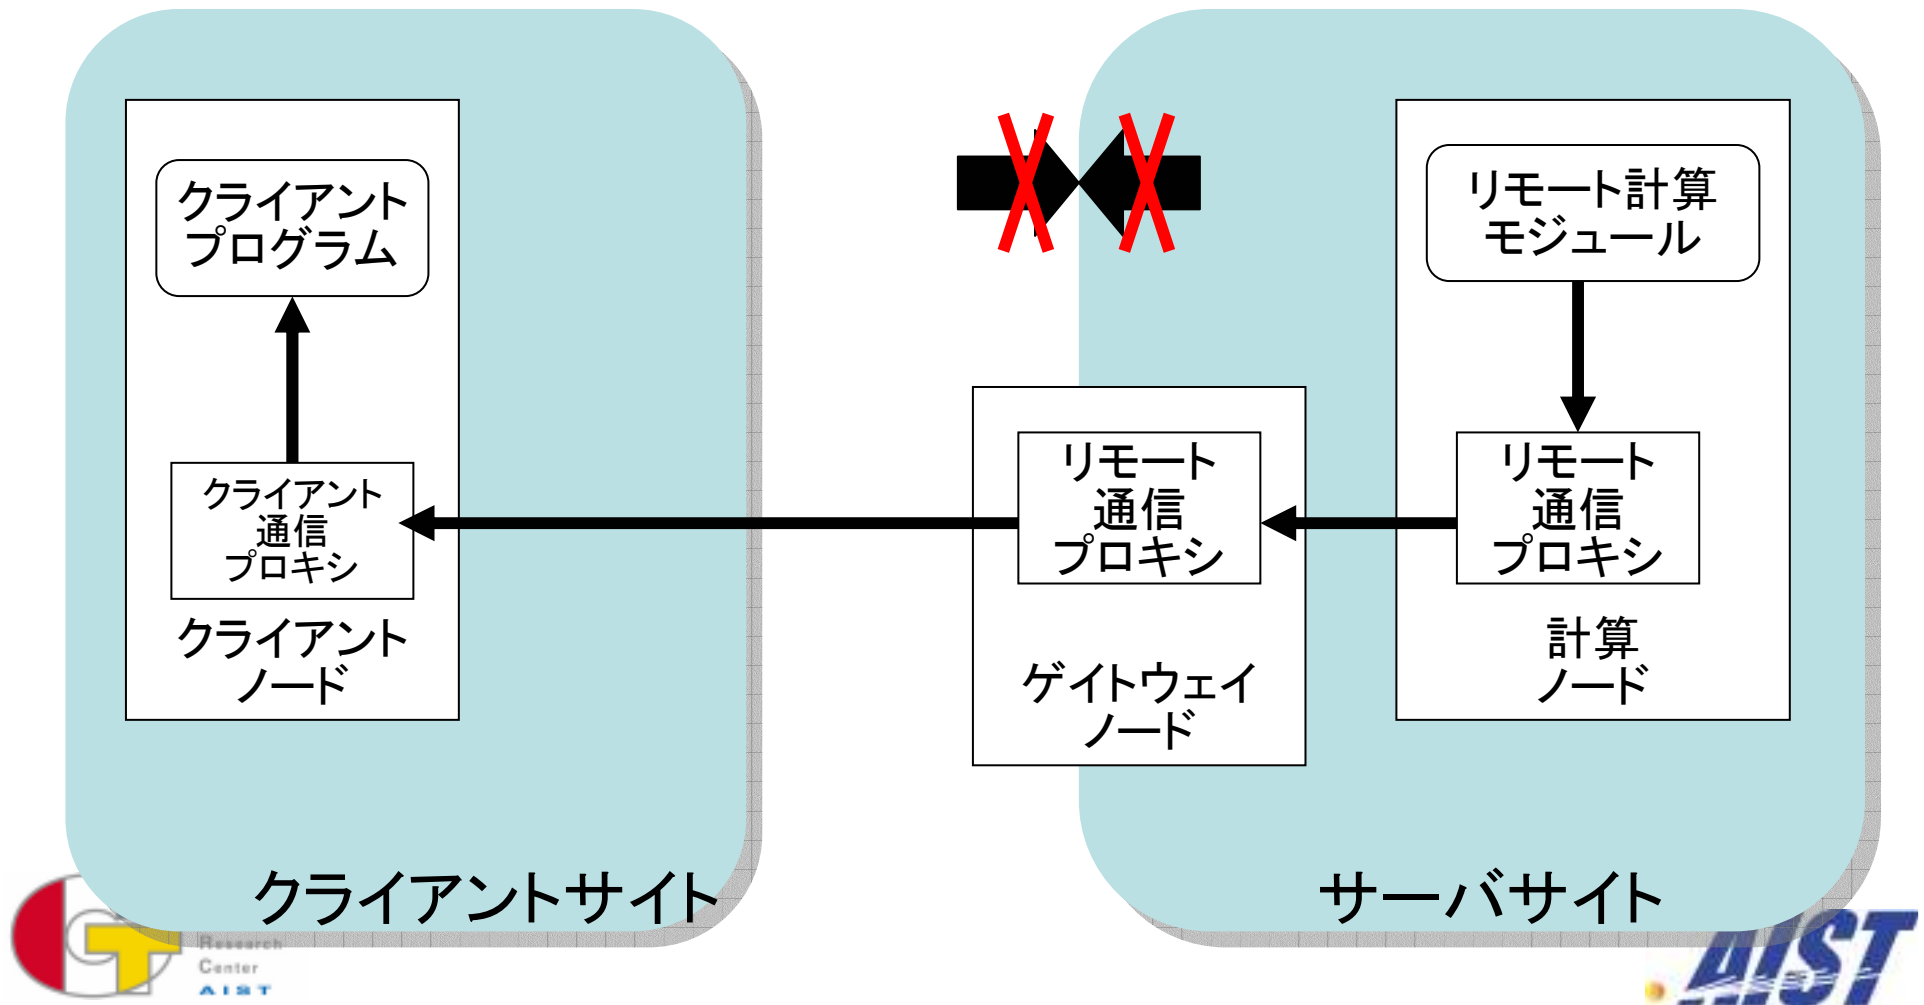 クライアント
プログラム
クライアント
通信
プロキシ
クライアント
ノード
クライアントサイト
リモート
通信
プロキシ
ゲイトウェイ
ノード
リモート計算
モジュール
リモート
通信
プロキシ
計算
ノード
サーバサイト
Research
Center
AIST
AIST